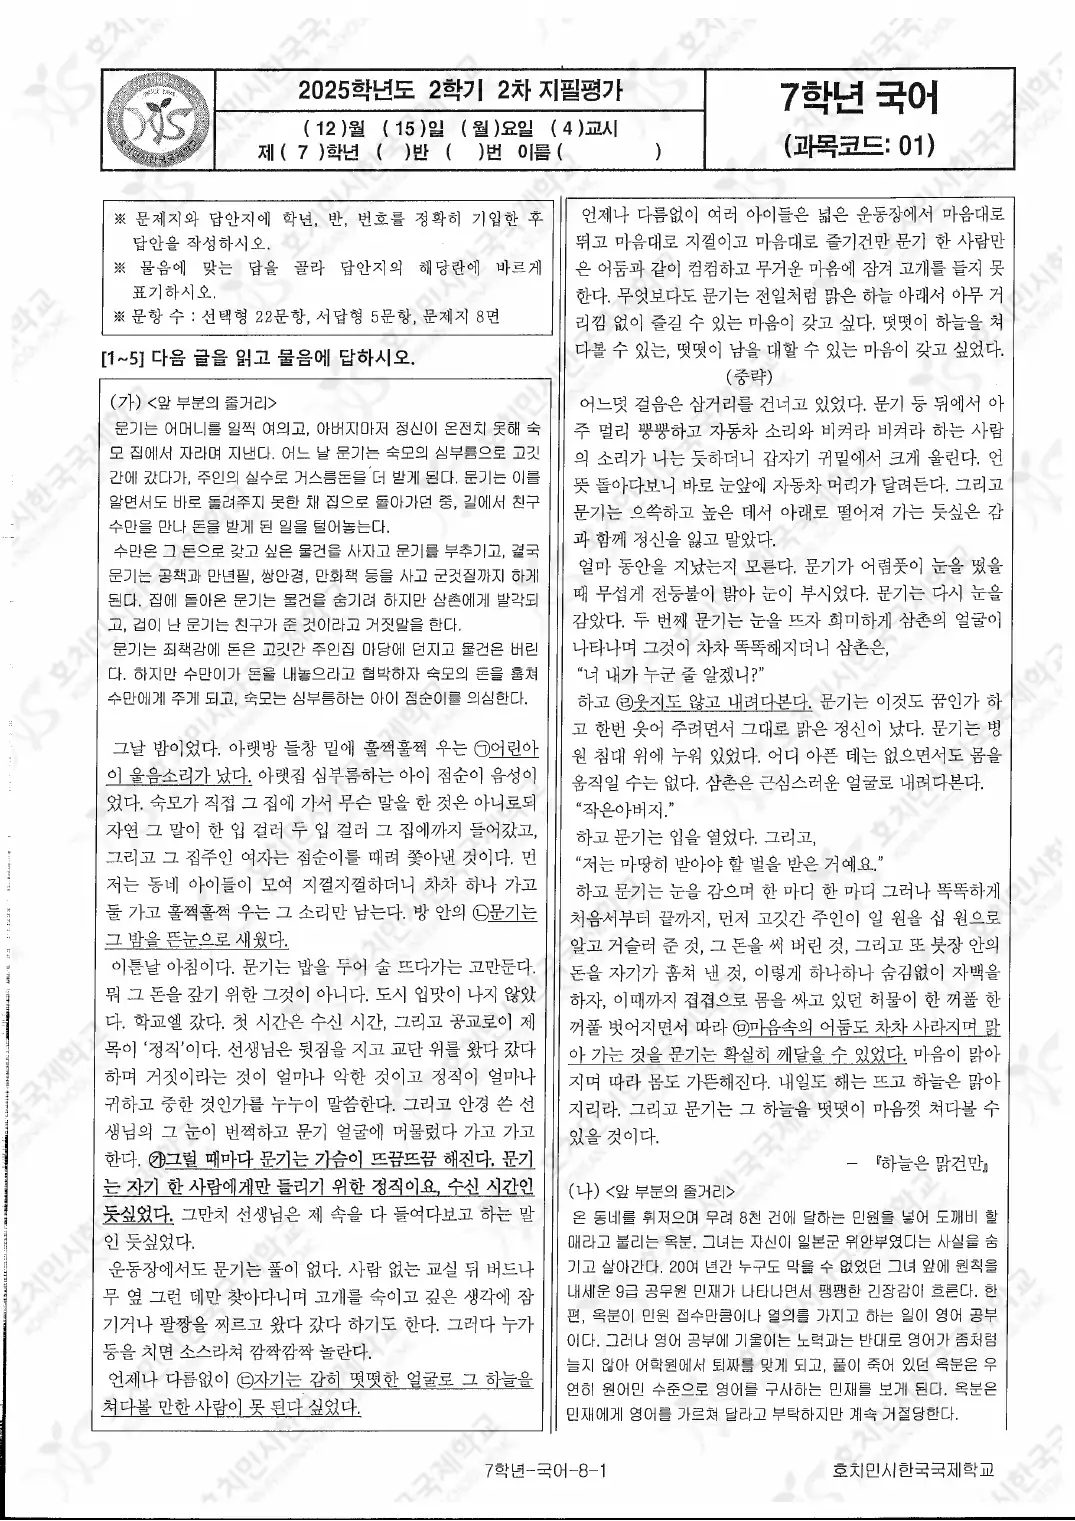 2025학년도 2학기 2차 지필평가
( 12 )월 ( 15 )일 ( 월 )요일 ( 4 )교시
제 ( 7 )학년 ( )반 ( )번 이름 ( )
7학년 국어
(과목코드: 01)
※ 문제지와 답안지에 학년, 반, 번호를 정확히 기입한 후
답안을 작성하시오.
※ 물음에 맞는 답을 골라 답안지의 해당란에 바르게
표기하시오.
※ 문항 수 : 선택형 22문항, 서답형 5문항, 문제지 8면
[1~5] 다음 글을 읽고 물음에 답하시오.
(가) <앞 부분의 줄거리>
문기는 어머니를 일찍 여의고, 아버지마저 정신이 온전치 못해 숙
모 집에서 자라며 지낸다. 어느 날 문기는 숙모의 심부름으로 고깃
간에 갔다가, 주인의 실수로 거스름돈을 더 받게 된다. 문기는 이를
알면서도 바로 돌려주지 못한 채 집으로 돌아가던 중, 길에서 친구
수만을 만나 돈을 받게 된 일을 털어놓는다.
수만은 그 돈으로 갖고 싶은 물건을 사자고 문기를 부추기고, 결국
문기는 공책과 만년필, 쌍안경, 만화책 등을 사고 군것질까지 하게
된다. 집에 돌아온 문기는 물건을 숨기려 하지만 삼촌에게 발각되
고, 겁이 난 문기는 친구가 준 것이라고 거짓말을 한다.
문기는 죄책감에 돈은 고깃간 주인집 마당에 던지고 물건은 버린
다. 하지만 수만이가 돈을 내놓으라고 협박하자 숙모의 돈을 훔쳐
수만에게 주게 되고, 숙모는 심부름하는 아이 점순이를 의심한다.
그날 밤이었다. 아랫방 들창 밑에 훌쩍훌쩍 우는 ㉠어린아
이 울음소리가 났다. 아랫집 심부름하는 아이 점순이 음성이
었다. 숙모가 직접 그 집에 가서 무슨 말을 한 것은 아니로되
자연 그 말이 한 입 걸러 두 입 걸러 그 집에까지 들어갔고,
그리고 그 집주인 여자는 점순이를 때려 쫓아낸 것이다. 먼
저는 동네 아이들이 모여 지껄지껄하더니 차차 하나 가고
둘 가고 훌쩍훌쩍 우는 그 소리만 남는다. 방 안의 ㉡문기는
그 밤을 뜬눈으로 새웠다.
이튿날 아침이다. 문기는 밥을 두어 술 뜨다가는 고만둔다.
뭐 그 돈을 갚기 위한 그것이 아니다. 도시 입맛이 나지 않았
다. 학교엘 갔다. 첫 시간은 수신 시간, 그리고 공교로이 제
목이 ‘정직’이다. 선생님은 뒷짐을 지고 교단 위를 왔다 갔다
하며 거짓이라는 것이 얼마나 악한 것이고 정직이 얼마나
귀하고 중한 것인가를 누누이 말씀한다. 그리고 안경 쓴 선
생님의 그 눈이 번쩍하고 문기 얼굴에 머물렀다 가고 가고
한다. ㉮그럴 때마다 문기는 가슴이 뜨끔뜨끔 해진다. 문기
는 자기 한 사람에게만 들리기 위한 정직이요, 수신 시간인
듯싶었다. 그만치 선생님은 제 속을 다 들여다보고 하는 말
인 듯싶었다.
운동장에서도 문기는 풀이 없다. 사람 없는 교실 뒤 버드나
무 옆 그런 데만 찾아다니며 고개를 숙이고 깊은 생각에 잠
기거나 팔짱을 찌르고 왔다 갔다 하기도 한다. 그러다 누가
등을 치면 소스라쳐 깜짝깜짝 놀란다.
언제나 다름없이 ㉢자기는 감히 떳떳한 얼굴로 그 하늘을
쳐다볼 만한 사람이 못 된다 싶었다.
언제나 다름없이 여러 아이들은 넓은 운동장에서 마음대로
뛰고 마음대로 지껄이고 마음대로 즐기건만 문기 한 사람만
은 어둠과 같이 컴컴하고 무거운 마음에 잠겨 고개를 들지 못
한다. 무엇보다도 문기는 전일처럼 맑은 하늘 아래서 아무 거
리낌 없이 즐길 수 있는 마음이 갖고 싶다. 떳떳이 하늘을 쳐
다볼 수 있는, 떳떳이 남을 대할 수 있는 마음이 갖고 싶었다.
(중략)
어느덧 걸음은 삼거리를 건너고 있었다. 문기 등 뒤에서 아
주 멀리 뿡뿡하고 자동차 소리와 비켜라 비켜라 하는 사람
의 소리가 나는 듯하더니 갑자기 귀밑에서 크게 울린다. 언
뜻 돌아다보니 바로 눈앞에 자동차 머리가 달려든다. 그리고
문기는 으쓱하고 높은 데서 아래로 떨어져 가는 듯싶은 감
과 함께 정신을 잃고 말았다.
얼마 동안을 지났는지 모른다. 문기가 어렴풋이 눈을 떴을
때 무섭게 전등불이 밝아 눈이 부시었다. 문기는 다시 눈을
감았다. 두 번째 문기는 눈을 뜨자 희미하게 삼촌의 얼굴이
나타나며 그것이 차차 똑똑해지더니 삼촌은,
“너 내가 누군 줄 알겠니?”
하고 ㉣웃지도 않고 내려다본다. 문기는 이것도 꿈인가 하
고 한번 웃어 주려면서 그대로 맑은 정신이 났다. 문기는 병
원 침대 위에 누워 있었다. 어디 아픈 데는 없으면서도 몸을
움직일 수는 없다. 삼촌은 근심스러운 얼굴로 내려다본다.
“작은아버지.”
하고 문기는 입을 열었다. 그리고,
“저는 마땅히 받아야 할 벌을 받은 거예요.”
하고 문기는 눈을 감으며 한 마디 한 마디 그러나 똑똑하게
처음서부터 끝까지, 먼저 고깃간 주인이 일 원을 십 원으로
알고 거슬러 준 것, 그 돈을 써 버린 것, 그리고 또 붓장 안의
돈을 자기가 훔쳐 낸 것, 이렇게 하나하나 숨김없이 자백을
하자, 이때까지 겹겹으로 몸을 싸고 있던 허물이 한 꺼풀 한
꺼풀 벗어지면서 따라 ㉤마음속의 어둠도 차차 사라지며 맑
아 가는 것을 문기는 확실히 깨달을 수 있었다. 마음이 맑아
지며 따라 몸도 가뜬해진다. 내일도 해는 뜨고 하늘은 맑아
지리라. 그리고 문기는 그 하늘을 떳떳이 마음껏 쳐다볼 수
있을 것이다.
- 『하늘은 맑건만』
(나) <앞 부분의 줄거리>
온 동네를 휘저으며 무려 8천 건에 달하는 민원을 넣어 도깨비 할
매라고 불리는 옥분. 그녀는 자신이 일본군 위안부였다는 사실을 숨
기고 살아간다. 20여 년간 누구도 막을 수 없었던 그녀 앞에 원칙을
내세운 9급 공무원 민재가 나타나면서 팽팽한 긴장감이 흐른다. 한
편, 옥분이 민원 접수만큼이나 열의를 가지고 하는 일이 영어 공부
이다. 그러나 영어 공부에 기울이는 노력과는 반대로 영어가 좀처럼
늘지 않아 어학원에서 퇴짜를 맞게 되고, 풀이 죽어 있던 옥분은 우
연히 원어민 수준으로 영어를 구사하는 민재를 보게 된다. 옥분은
민재에게 영어를 가르쳐 달라고 부탁하지만 계속 거절당한다.
7학년-국어-8-1
호치민시한국국제학교